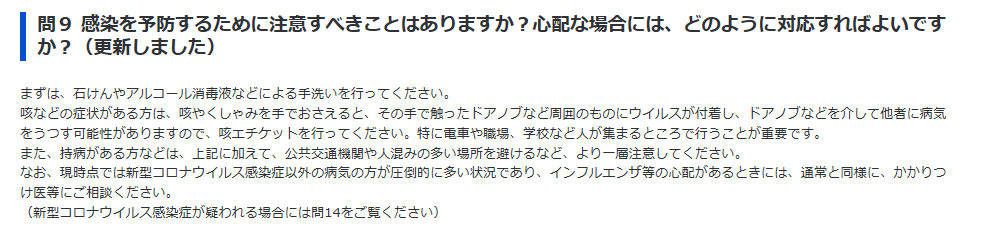 問９ 感染を予防するために注意すべきことはありますか？心配な場合には、どのように対応すればよいです
か？（更新しました）
まずは、石けんやアルコール消毒液などによる手洗いを行ってください。
咳などの症状がある方は、咳やくしゃみを手でおさえると、その手で触ったドアノブなど周囲のものにウイルスが付着し、ドアノブなどを介して他者に病気
をうつす可能性がありますので、咳エチケットを行ってください。特に電車や職場、学校など人が集まるところで行うことが重要です。
また、持病がある方などは、上記に加えて、公共交通機関や人混みの多い場所を避けるなど、より一層注意してください。
なお、現時点では新型コロナウイルス感染症以外の病気の方が圧倒的に多い状況であり、インフルエンザ等の心配があるときには、通常と同様に、かかりつ
け医等にご相談ください。
（新型コロナウイルス感染症が疑われる場合には問14をご覧ください）